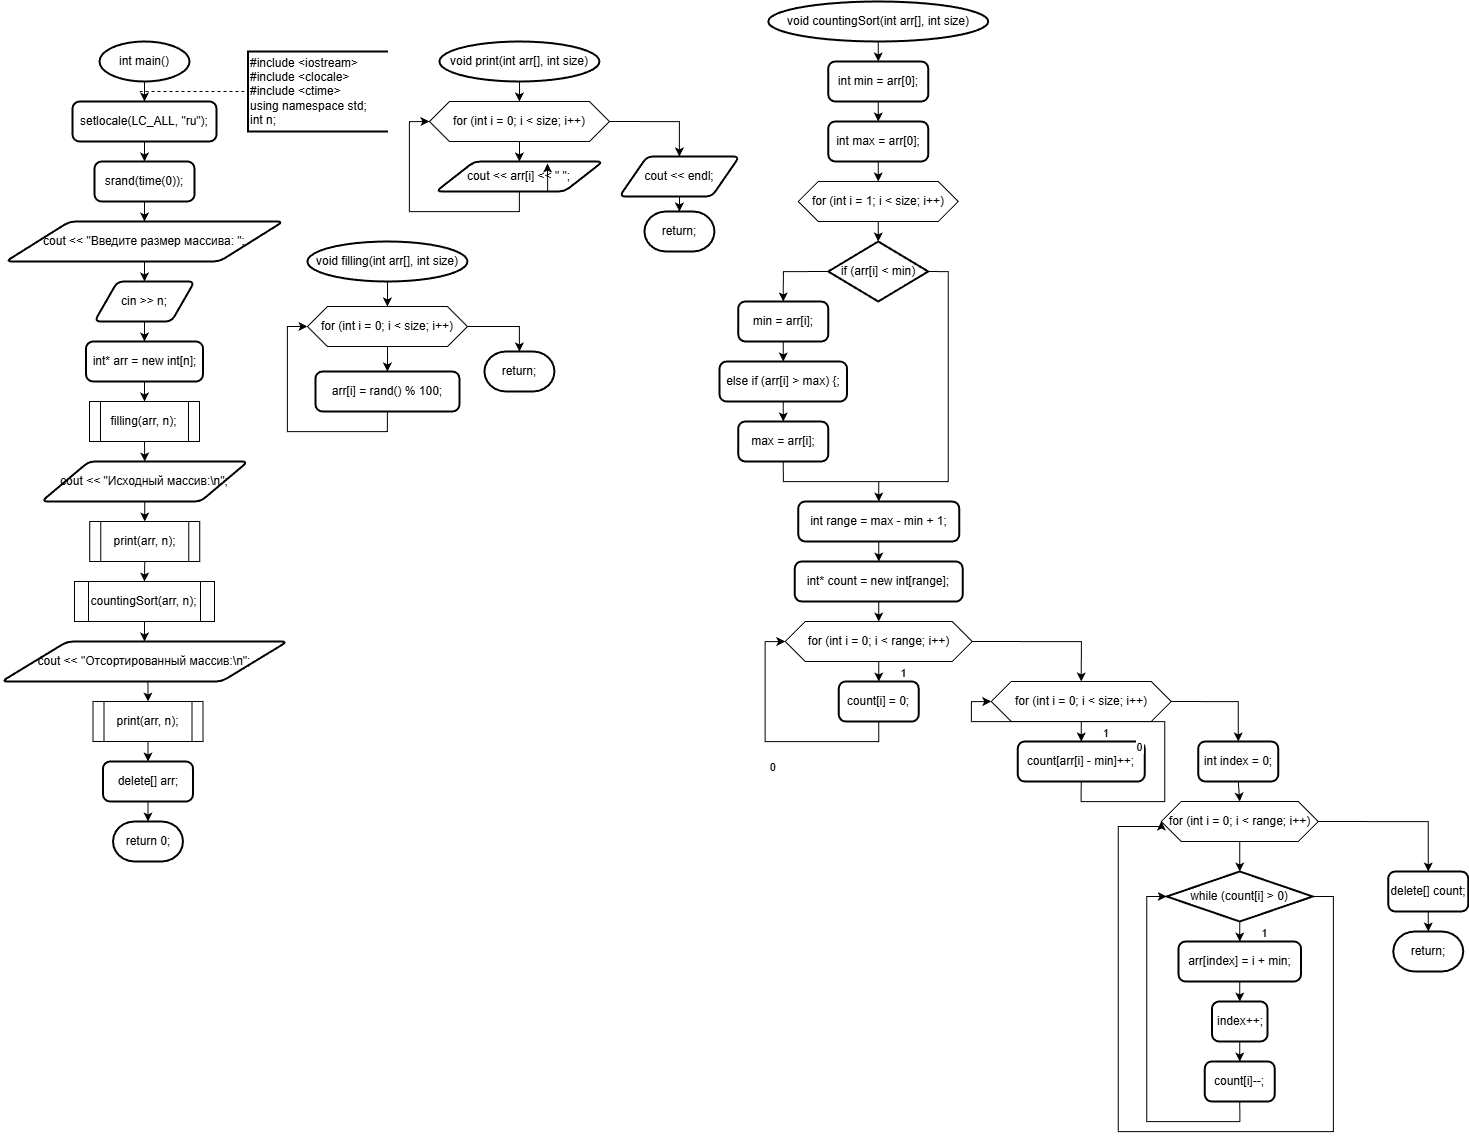 int main()
#include <iostream>
#include <clocale>
#include <ctime>
using namespace std;
int n;
setlocale(LC_ALL, "ru");
srand(time(0));
cout << "Введите размер массива: ";
cin >> n;
int* arr = new int[n];
filling(arr, n);
cout << "Исходный массив:\n";
print(arr, n);
countingSort(arr, n);
cout << "Отсортированный массив:\n";
print(arr, n);
delete[] arr;
return 0;
void print(int arr[], int size)
for (int i = 0; i < size; i++)
cout << arr[i] << " ";
cout << endl;
return;
void filling(int arr[], int size)
for (int i = 0; i < size; i++)
arr[i] = rand() % 100;
return;
void countingSort(int arr[], int size)
int min = arr[0];
int max = arr[0];
for (int i = 1; i < size; i++)
if (arr[i] < min)
min = arr[i];
else if (arr[i] > max) {;
max = arr[i];
int range = max - min + 1;
int* count = new int[range];
for (int i = 0; i < range; i++)
1
count[i] = 0;
0
for (int i = 0; i < size; i++)
1
0
count[arr[i] - min]++;
int index = 0;
for (int i = 0; i < range; i++)
while (count[i] > 0)
1
arr[index] = i + min;
index++;
count[i]--;
delete[] count;
return;